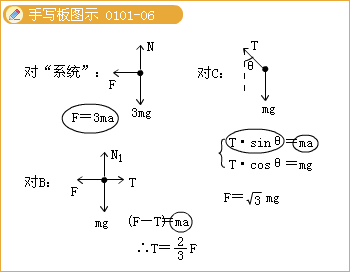 手写板图示 0101-06
对“系统”：
N
F
3mg
F=3ma
对C：
T
θ
mg
T·sinθ=ma
T·cosθ=mg
F=√3 mg
对B：
N₁
F
T
mg
(F-T)=ma
∴T=2/3 F